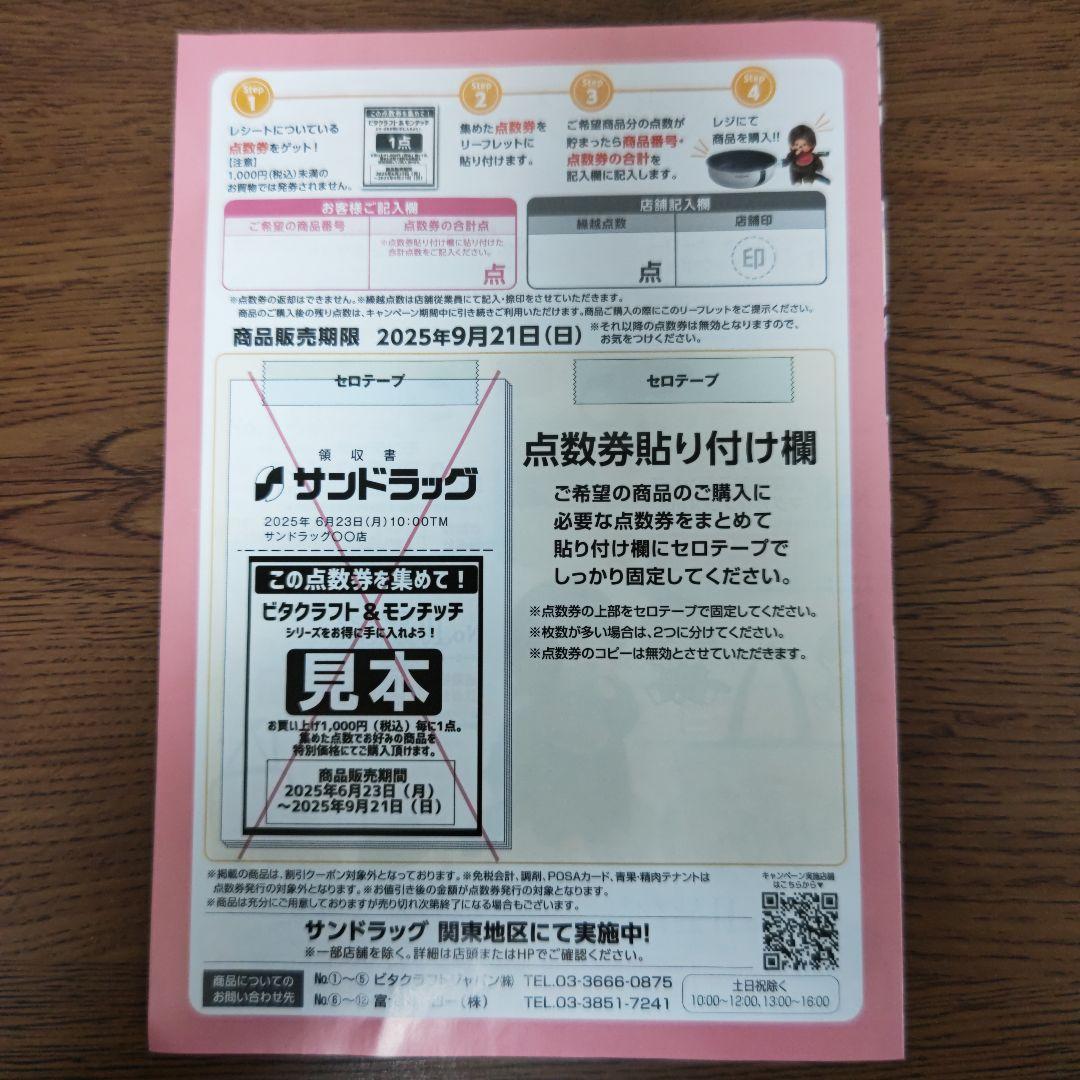 Step 1
レシートについている
点数券をゲット!
【注意】
1,000円(税込)未満の
お買物では発券されません。
この点数券を集めて!
ビタクラフト&モンチッチ
1点
Step 2
集めた点数券を
リーフレットに
貼り付けます。
Step 3
ご希望商品分の点数が
貯まったら商品番号・
点数券の合計を
記入欄に記入します。
Step 4
レジにて
商品を購入!!
お客様ご記入欄
ご希望の商品番号
点数券の合計点
※点数券貼り付け欄に貼り付けた
合計点数をご記入ください。
点
店舗記入欄
繰越点数
店舗印
点
印
※点数券の返却はできません。※繰越点数は店舗従業員にて記入・捺印をさせていただきます。
商品のご購入後の残り点数は、キャンペーン期間中に引き続きご利用いただけます。商品ご購入の際にこのリーフレットをご提示ください。
商品販売期限 2025年9月21日(日) ※それ以降の点数券は無効となりますので、
お気をつけください。
セロテープ
領収書
サンドラッグ
2025年 6月23日(月)10:00TM
サンドラッグ〇〇店
この点数券を集めて!
ビタクラフト&モンチッチ
シリーズをお得に手に入れよう!
見本
お買い上げ1,000円(税込)毎に1点。
集めた点数でお好みの商品を
特別価格にてご購入頂けます。
商品販売期間
2025年6月23日(月)
~2025年9月21日(日)
セロテープ
点数券貼り付け欄
ご希望の商品のご購入に
必要な点数券をまとめて
貼り付け欄にセロテープで
しっかり固定してください。
※点数券の上部をセロテープで固定してください。
※枚数が多い場合は、2つに分けてください。
※点数券のコピーは無効とさせていただきます。
※掲載の商品は、割引クーポン対象外となっております。※免税会計、調剤、POSAカード、青果・精肉テナントは
点数券発行の対象外となります。※お値引き後の金額が点数券発行の対象となります。
※商品は充分にご用意しておりますが売り切れ次第終了になる場合もございます。
キャンペーン実施店舗
はこちらから▼
サンドラッグ 関東地区にて実施中!
※一部店舗を除く。詳細は店頭またはHPでご確認ください。
商品についての
お問い合わせ先
No.①~⑤ ビタクラフトジャパン㈱ TEL.03-3666-0875
No.⑥~⑫ 富 ー(株) TEL.03-3851-7241
土日祝除く
10:00~12:00、13:00~16:00